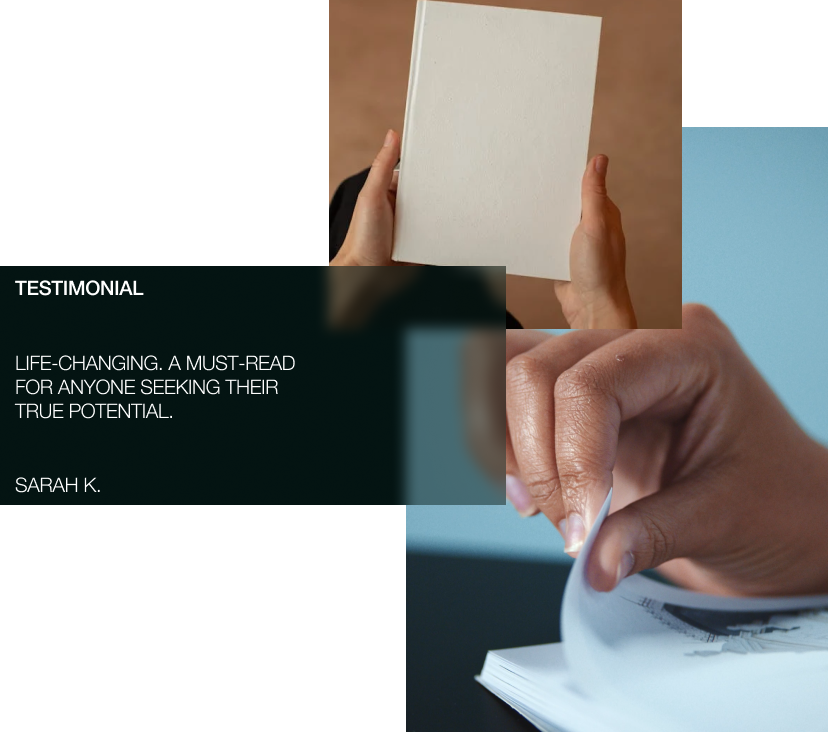 TESTIMONIAL
LIFE-CHANGING. A MUST-READ
FOR ANYONE SEEKING THEIR
TRUE POTENTIAL.
SARAH K.